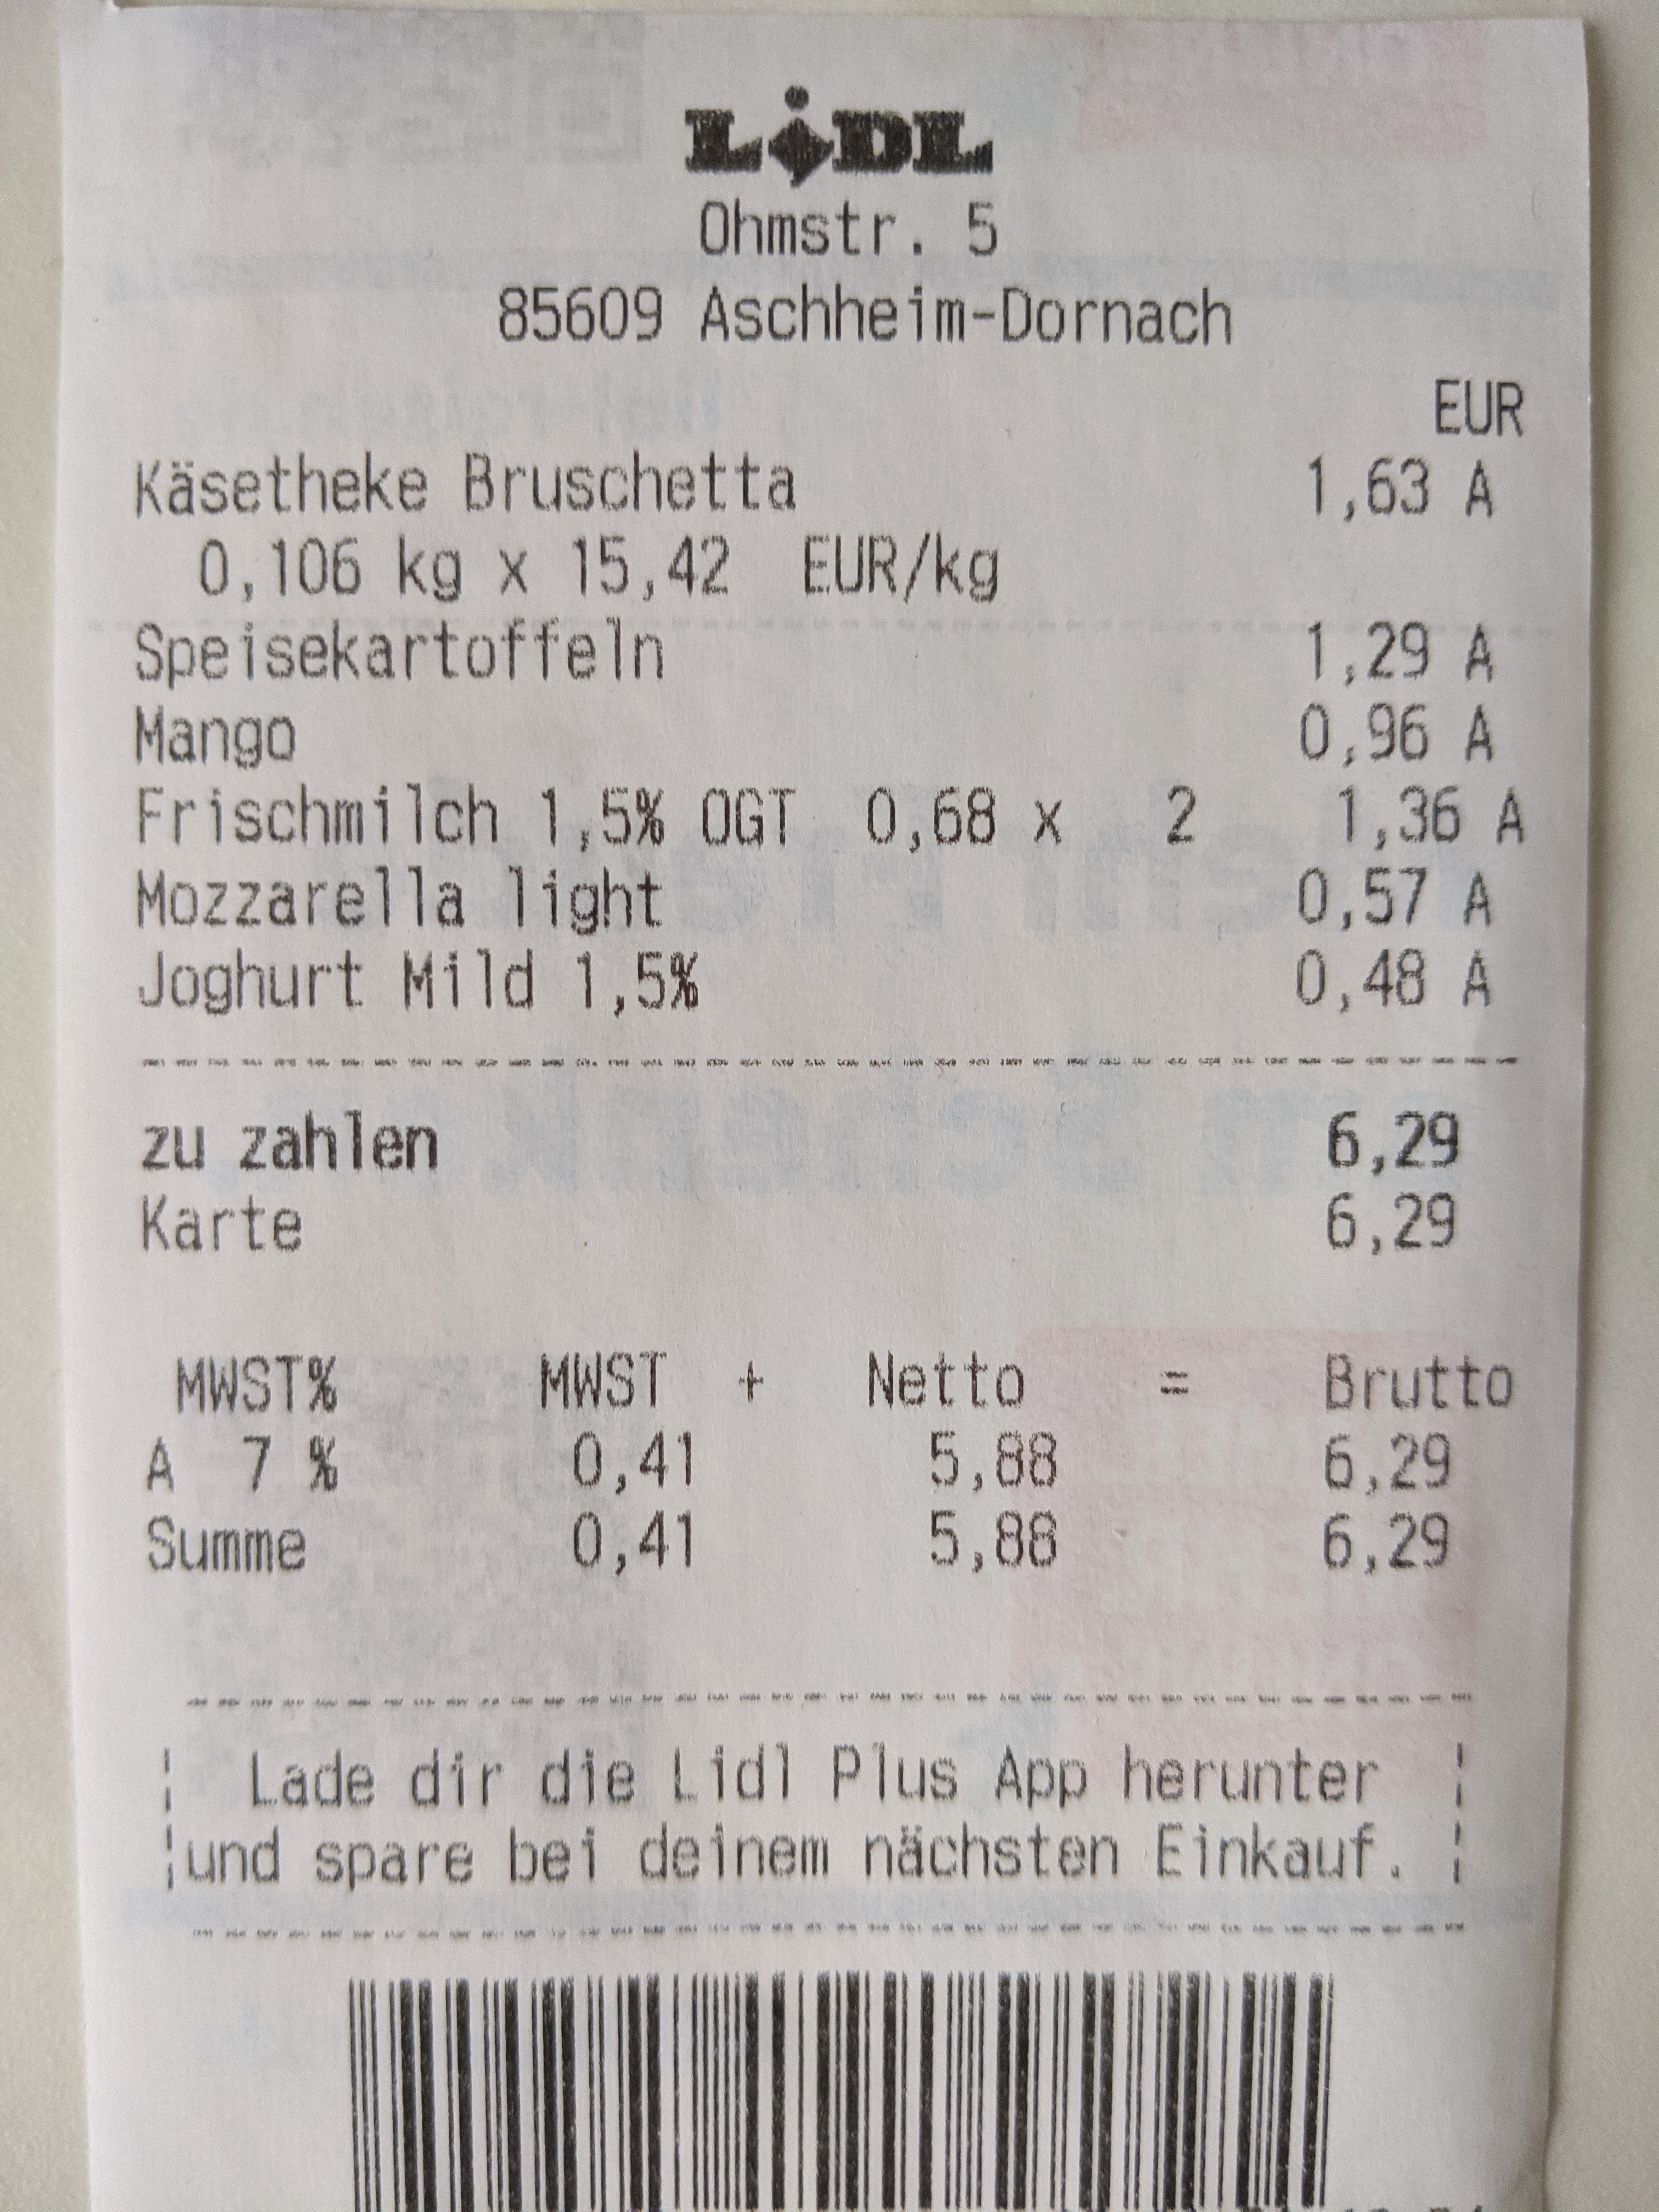 LiDL
Ohmstr. 5
85609 Aschheim-Dornach
EUR
Käsetheke Bruschetta 1,63 A
0,106 kg x 15,42 EUR/kg
Speisekartoffeln 1,29 A
Mango 0,96 A
Frischmilch 1,5% OGT 0,68 x 2 1,36 A
Mozzarella light 0,57 A
Joghurt Mild 1,5% 0,48 A
zu zahlen 6,29
Karte 6,29
MWST% MWST + Netto = Brutto
A 7 % 0,41 5,88 6,29
Summe 0,41 5,88 6,29
Lade dir die Lidl Plus App herunter
und spare bei deinem nächsten Einkauf.